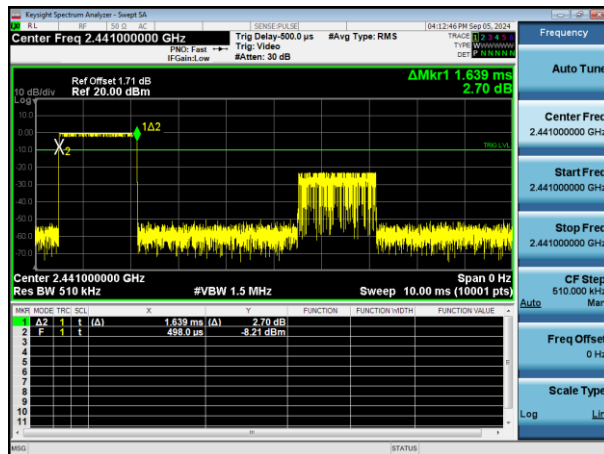 Keysight Spectrum Analyzer - Swept SA
RL RF 50 Ω AC SENSE:PULSE 04:12:46 PM Sep 05, 2024
Center Freq 2.441000000 GHz
PNO: Fast
IFGain:Low
Trig Delay-500.0 µs
Trig: Video
#Atten: 30 dB
#Avg Type: RMS
TRACE 1 2 3 4 5 6
TYPE WWWWWWW
DET P N N N N N
Ref Offset 1.71 dB
10 dB/div Ref 20.00 dBm
Log
ΔMkr1 1.639 ms
2.70 dB
10.0
0.00
-10.0
-20.0
-30.0
-40.0
-50.0
-60.0
-70.0
1Δ2
2
TRIG LVL
Center 2.441000000 GHz Span 0 Hz
Res BW 510 kHz #VBW 1.5 MHz Sweep 10.00 ms (10001 pts)
MKR MODE TRC SCL X Y FUNCTION FUNCTION WIDTH FUNCTION VALUE
1 Δ2 1 t (Δ) 1.639 ms (Δ) 2.70 dB
2 F 1 t 498.0 µs -8.21 dBm
3
4
5
6
7
8
9
10
11
MSG STATUS
Frequency
Auto Tune
Center Freq
2.441000000 GHz
Start Freq
2.441000000 GHz
Stop Freq
2.441000000 GHz
CF Step
510.000 kHz
Auto Man
Freq Offset
0 Hz
Scale Type
Log Lin